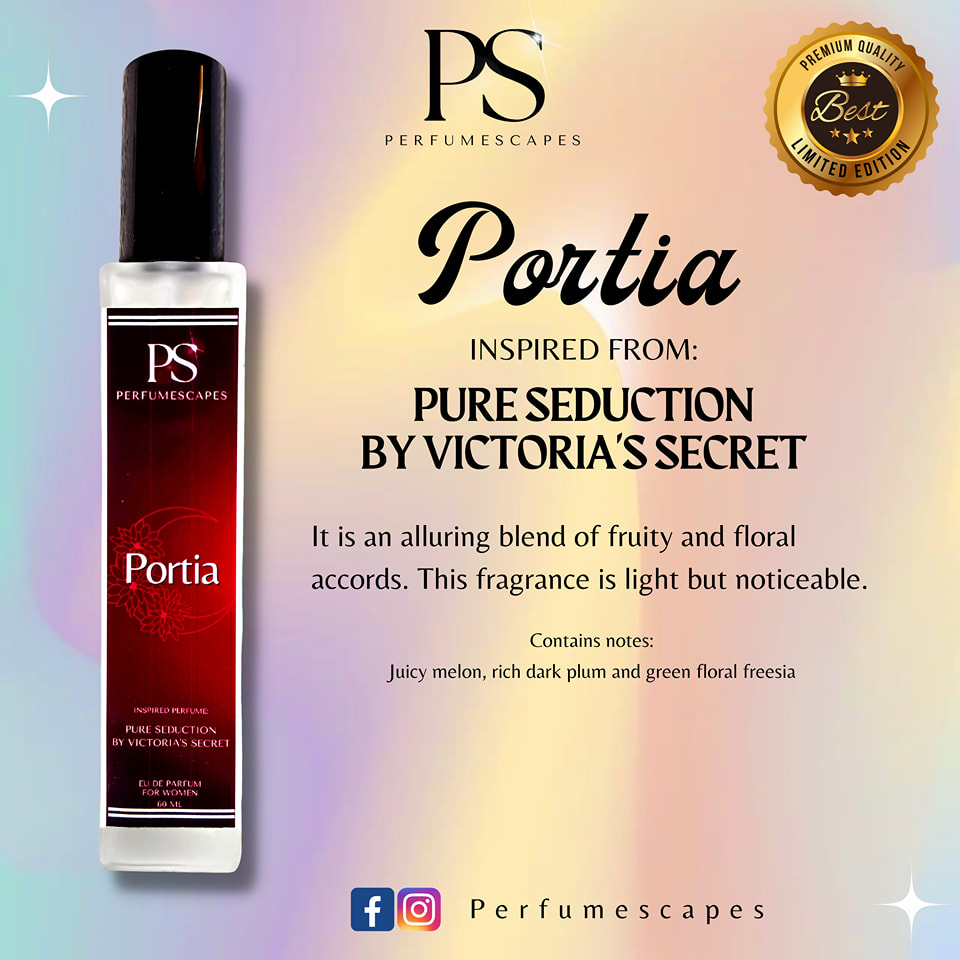 PS
PERFUMESCAPES
PREMIUM QUALITY
Best
LIMITED EDITION
Portia
INSPIRED FROM:
PURE SEDUCTION
BY VICTORIA'S SECRET
It is an alluring blend of fruity and floral
accords. This fragrance is light but noticeable.
Contains notes:
Juicy melon, rich dark plum and green floral freesia
PS
PERFUMESCAPES
Portia
INSPIRED PERFUME:
PURE SEDUCTION
BY VICTORIA'S SECRET
EU DE PARFUM
FOR WOMEN
60 ML
Perfumescapes